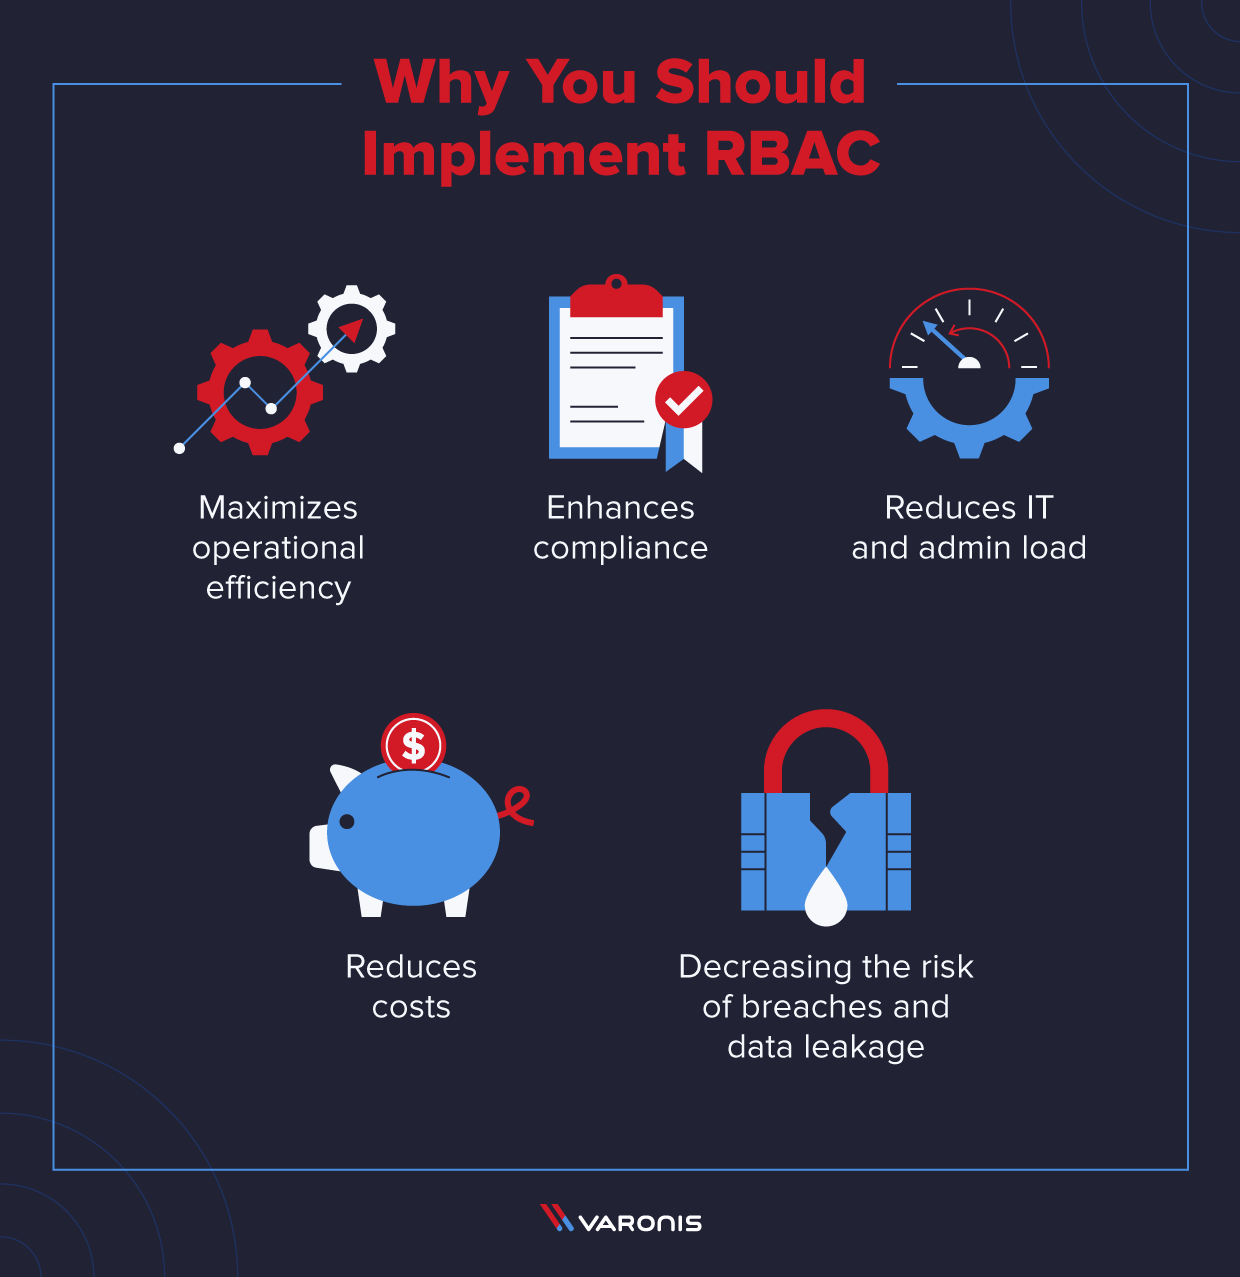 Why You Should
Implement RBAC
Maximizes
operational
efficiency
Enhances
compliance
Reduces IT
and admin load
$
Reduces
costs
Decreasing the risk
of breaches and
data leakage
VARONIS